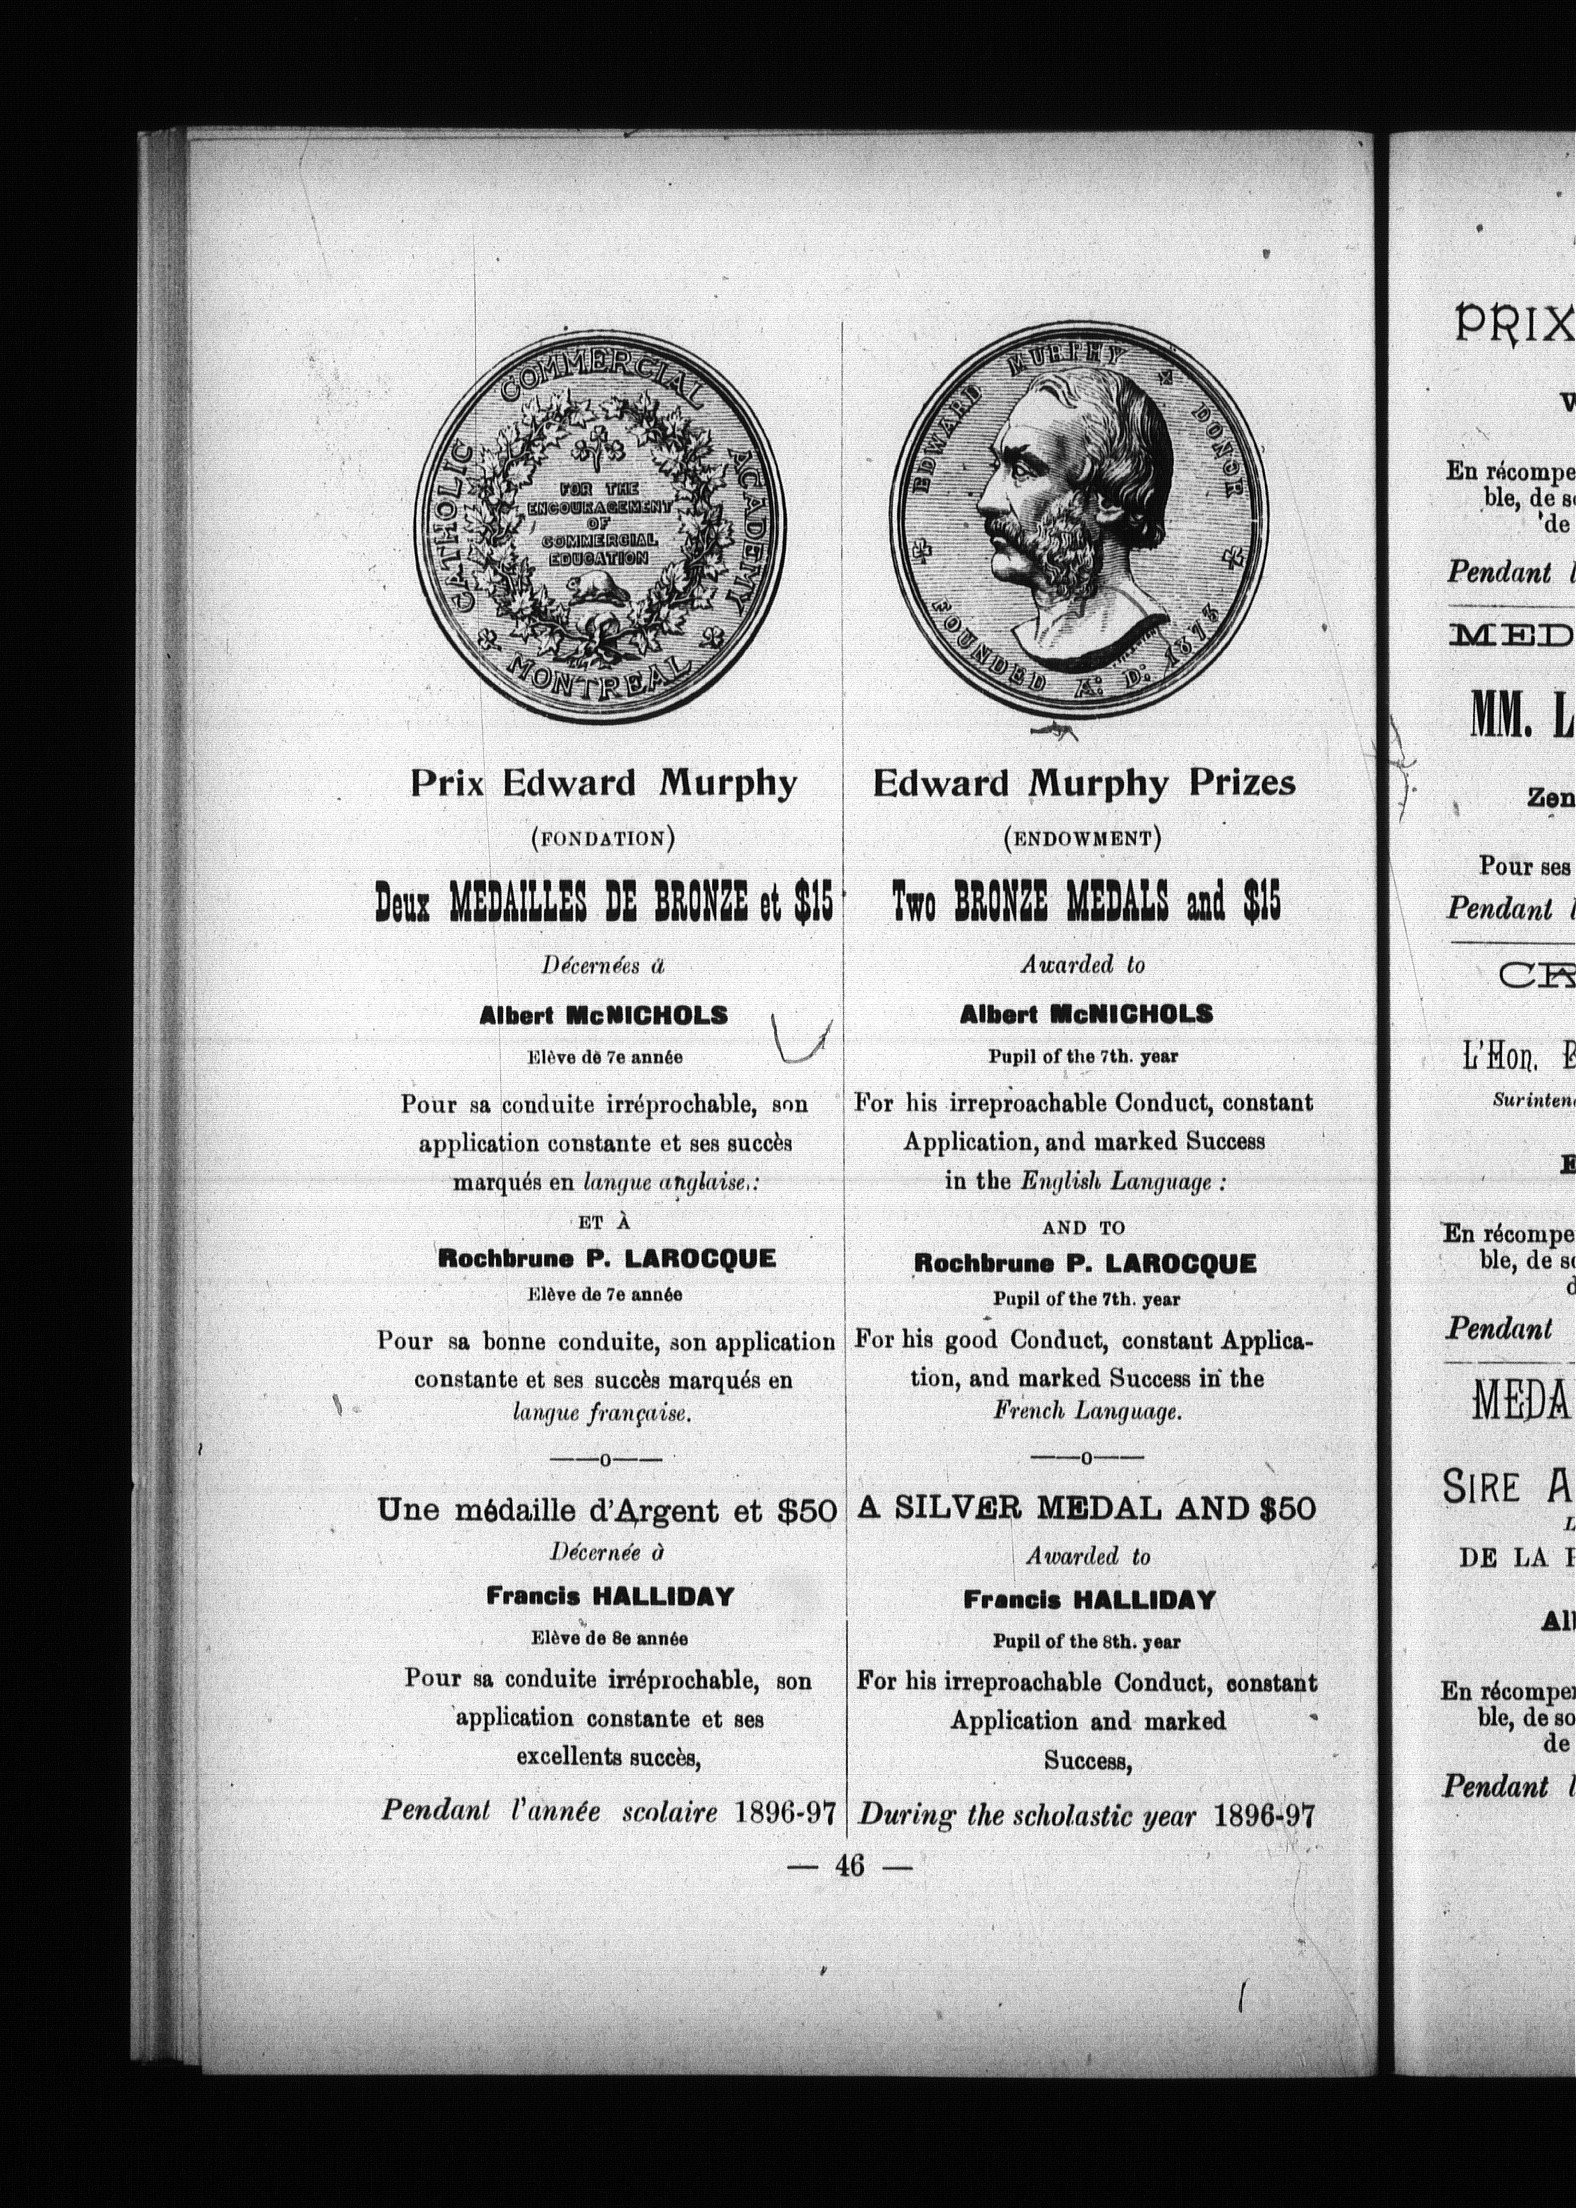 CATHOLIC COMMERCIAL ACADEMY
FOR THE
ENCOURAGEMENT
OF
COMMERCIAL
EDUCATION
MONTREAL
Prix Edward Murphy
(FONDATION)
Deux MEDAILLES DE BRONZE et $15
Décernées à
Albert McNICHOLS
Elève de 7e année
Pour sa conduite irréprochable, son
application constante et ses succès
marqués en langue anglaise.:
ET À
Rochbrune P. LAROCQUE
Elève de 7e année
Pour sa bonne conduite, son application
constante et ses succès marqués en
langue française.
——o——
Une médaille d'Argent et $50
Décernée à
Francis HALLIDAY
Elève de 8e année
Pour sa conduite irréprochable, son
application constante et ses
excellents succès,
Pendant l'année scolaire 1896-97
EDWARD MURPHY DONOR
FOUNDED A: D: 1873
Edward Murphy Prizes
(ENDOWMENT)
Two BRONZE MEDALS and $15
Awarded to
Albert McNICHOLS
Pupil of the 7th. year
For his irreproachable Conduct, constant
Application, and marked Success
in the English Language :
AND TO
Rochbrune P. LAROCQUE
Pupil of the 7th. year
For his good Conduct, constant Applica-
tion, and marked Success in the
French Language.
——o——
A SILVER MEDAL AND $50
Awarded to
Francis HALLIDAY
Pupil of the 8th. year
For his irreproachable Conduct, constant
Application and marked
Success,
During the scholastic year 1896-97
— 46 —
PRIX
En récompe
ble, de so
de
Pendant l
MED
MM. L
Zen
Pour ses
Pendant l
CR
L'Hon. B
Surinten
E
En récompe
ble, de so
d
Pendant
MEDA
SIRE A
L
DE LA
Alb
En récomper
ble, de so
de
Pendant l